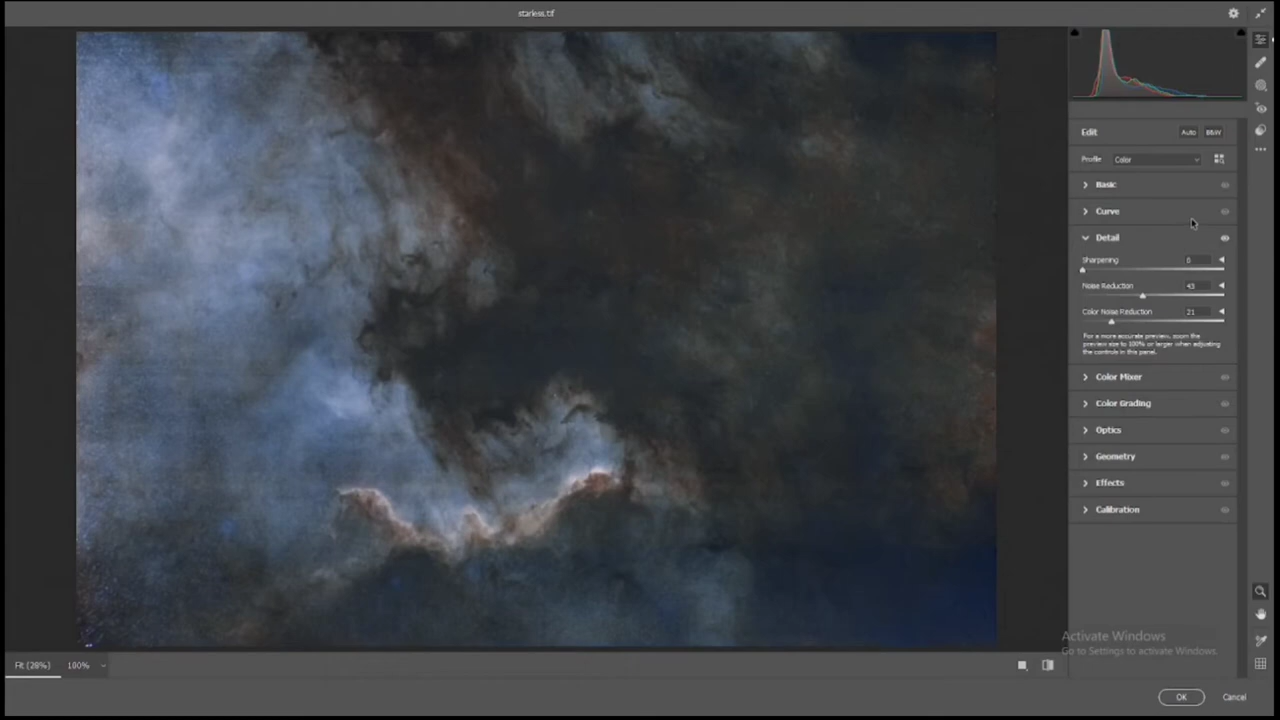 starless.tif
Edit
Auto
B&W
Profile
Color
Basic
Curve
Detail
Sharpening
0
Noise Reduction
43
Color Noise Reduction
21
For a more accurate preview, zoom the
preview size to 100% or larger when adjusting
the controls in this panel.
Color Mixer
Color Grading
Optics
Geometry
Effects
Calibration
Activate Windows
Go to Settings to activate Windows.
Fit (28%)
100%
OK
Cancel